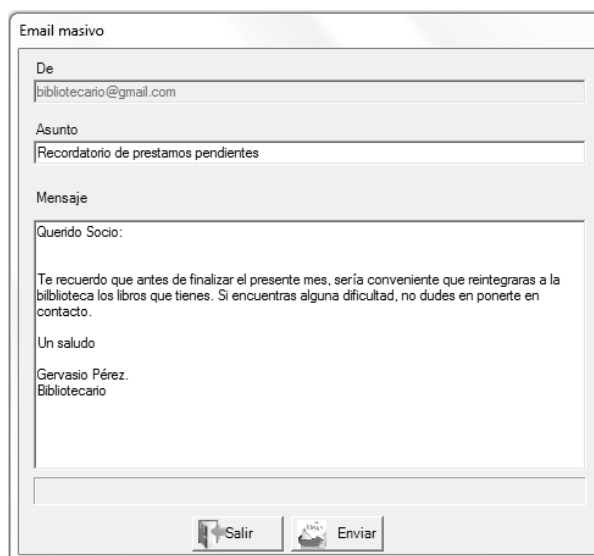 Email masivo
De
bibliotecario@gmail.com
Asunto
Recordatorio de prestamos pendientes
Mensaje
Querido Socio:
Te recuerdo que antes de finalizar el presente mes, sería conveniente que reintegraras a la
bilblioteca los libros que tienes. Si encuentras alguna dificultad, no dudes en ponerte en
contacto.
Un saludo
Gervasio Pérez.
Bibliotecario
Salir
Enviar